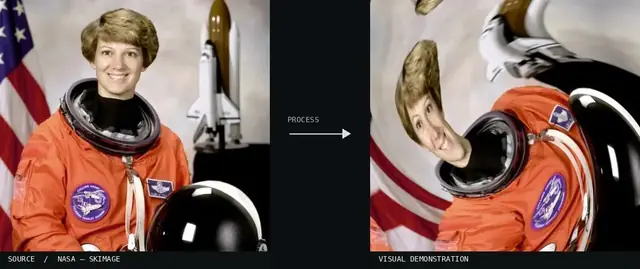 PROCESS
SOURCE / NASA — SKIMAGE
VISUAL DEMONSTRATION